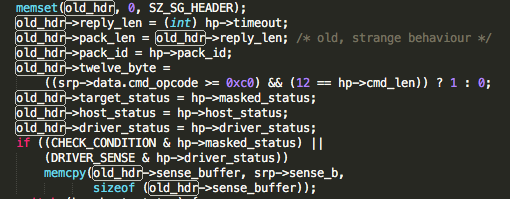 memset(old_hdr, 0, SZ_SG_HEADER);
old_hdr->reply_len = (int) hp->timeout;
old_hdr->pack_len = old_hdr->reply_len; /* old, strange behaviour */
old_hdr->pack_id = hp->pack_id;
old_hdr->twelve_byte =
((srp->data.cmd_opcode >= 0xc0) && (12 == hp->cmd_len)) ? 1 : 0;
old_hdr->target_status = hp->masked_status;
old_hdr->host_status = hp->host_status;
old_hdr->driver_status = hp->driver_status;
if ((CHECK_CONDITION & hp->masked_status) ||
(DRIVER_SENSE & hp->driver_status))
memcpy(old_hdr->sense_buffer, srp->sense_b,
sizeof (old_hdr->sense_buffer));